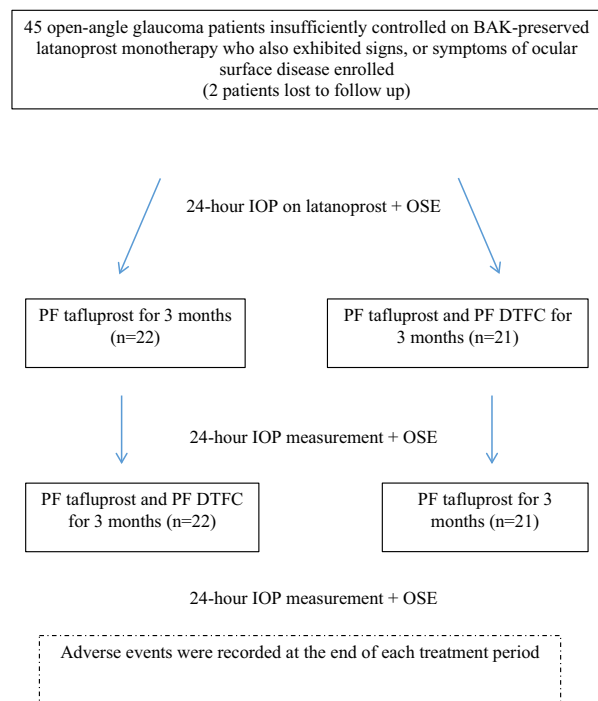 45 open-angle glaucoma patients insufficiently controlled on BAK-preserved
latanoprost monotherapy who also exhibited signs, or symptoms of ocular
surface disease enrolled
(2 patients lost to follow up)
24-hour IOP on latanoprost + OSE
PF tafluprost for 3 months
(n=22)
PF tafluprost and PF DTFC for
3 months (n=21)
24-hour IOP measurement + OSE
PF tafluprost and PF DTFC
for 3 months (n=22)
PF tafluprost for 3
months (n=21)
24-hour IOP measurement + OSE
Adverse events were recorded at the end of each treatment period